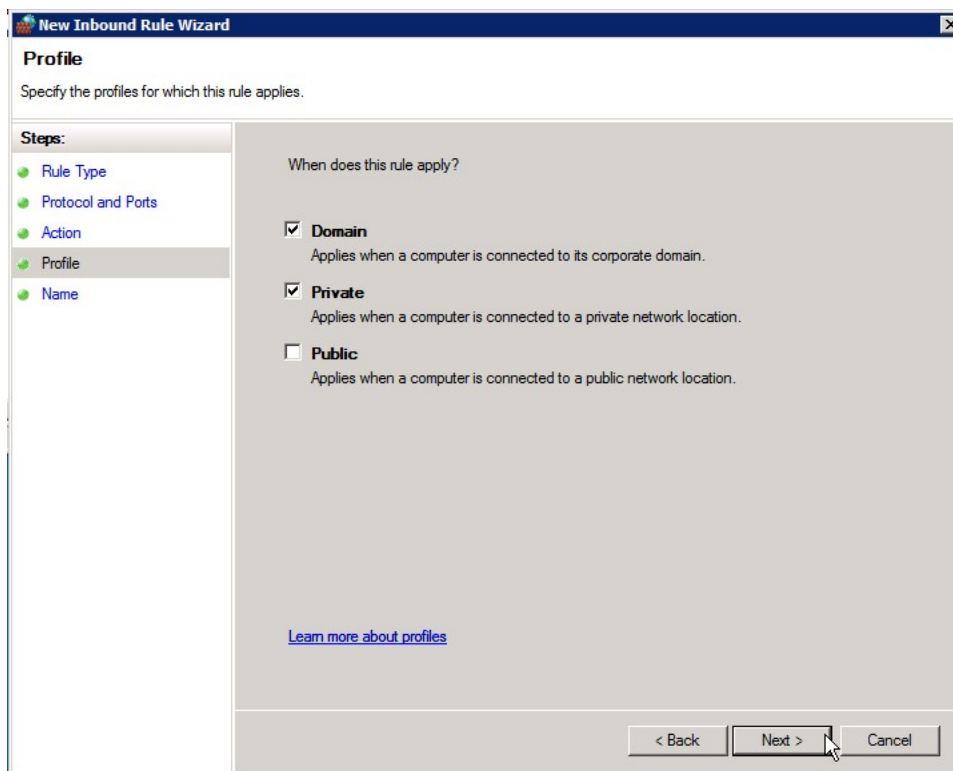 New Inbound Rule Wizard
Profile
Specify the profiles for which this rule applies.
Steps:
Rule Type
Protocol and Ports
Action
Profile
Name
When does this rule apply?
Domain
Applies when a computer is connected to its corporate domain.
Private
Applies when a computer is connected to a private network location.
Public
Applies when a computer is connected to a public network location.
Learn more about profiles
< Back
Next >
Cancel